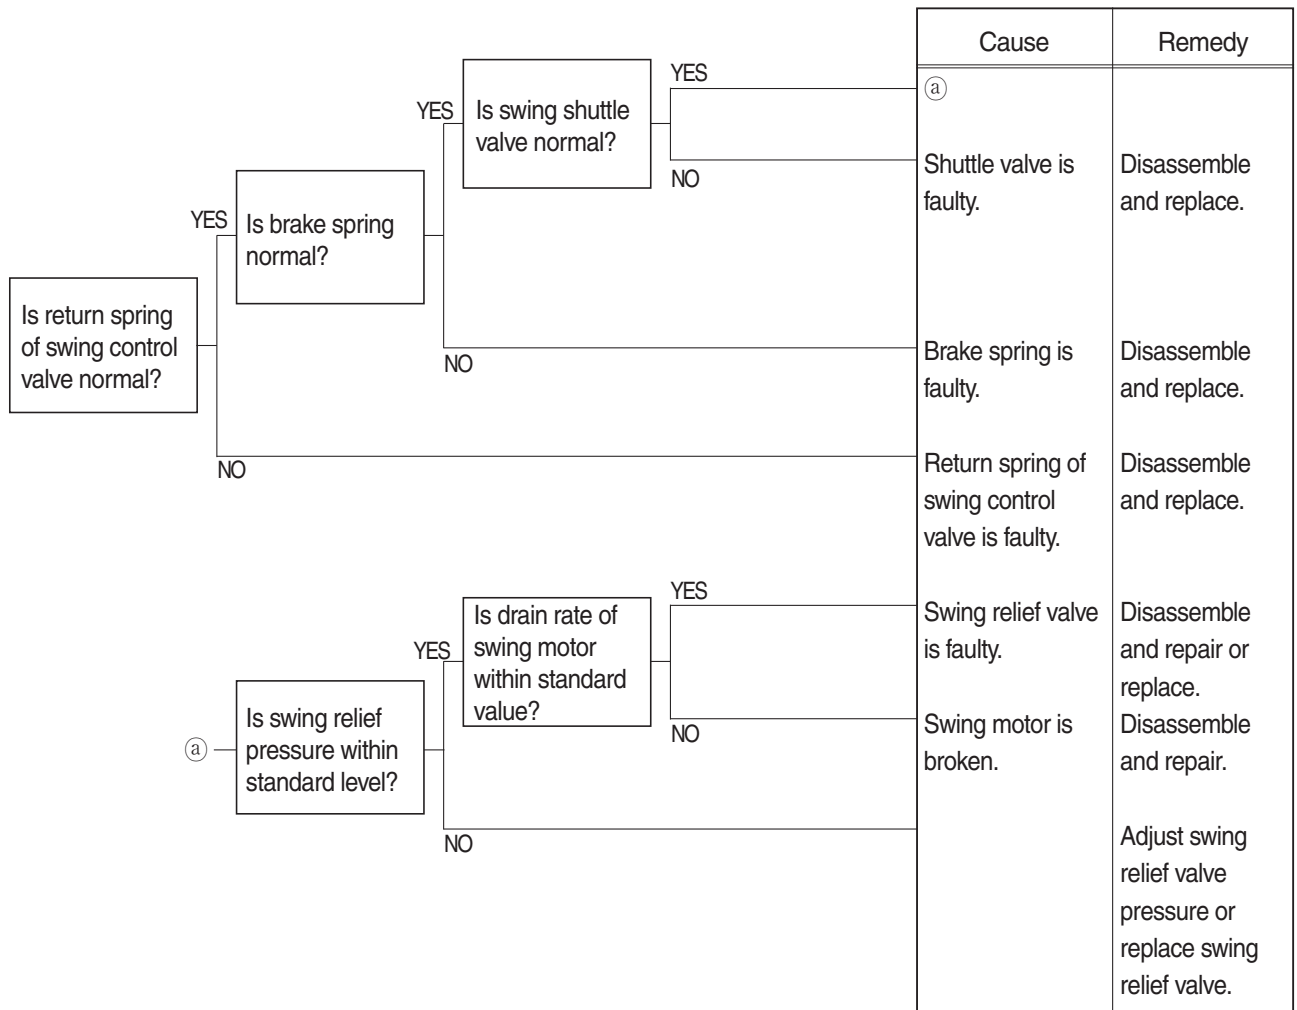 Cause
Remedy
YES
ⓐ
YES
Is swing shuttle
valve normal?
NO
Shuttle valve is
faulty.
Disassemble
and replace.
YES
Is brake spring
normal?
NO
Brake spring is
faulty.
Disassemble
and replace.
Is return spring
of swing control
valve normal?
NO
Return spring of
swing control
valve is faulty.
Disassemble
and replace.
YES
Swing relief valve
is faulty.
Disassemble
and repair or
replace.
YES
Is drain rate of
swing motor
within standard
value?
NO
Swing motor is
broken.
Disassemble
and repair.
ⓐ
Is swing relief
pressure within
standard level?
NO
Adjust swing
relief valve
pressure or
replace swing
relief valve.